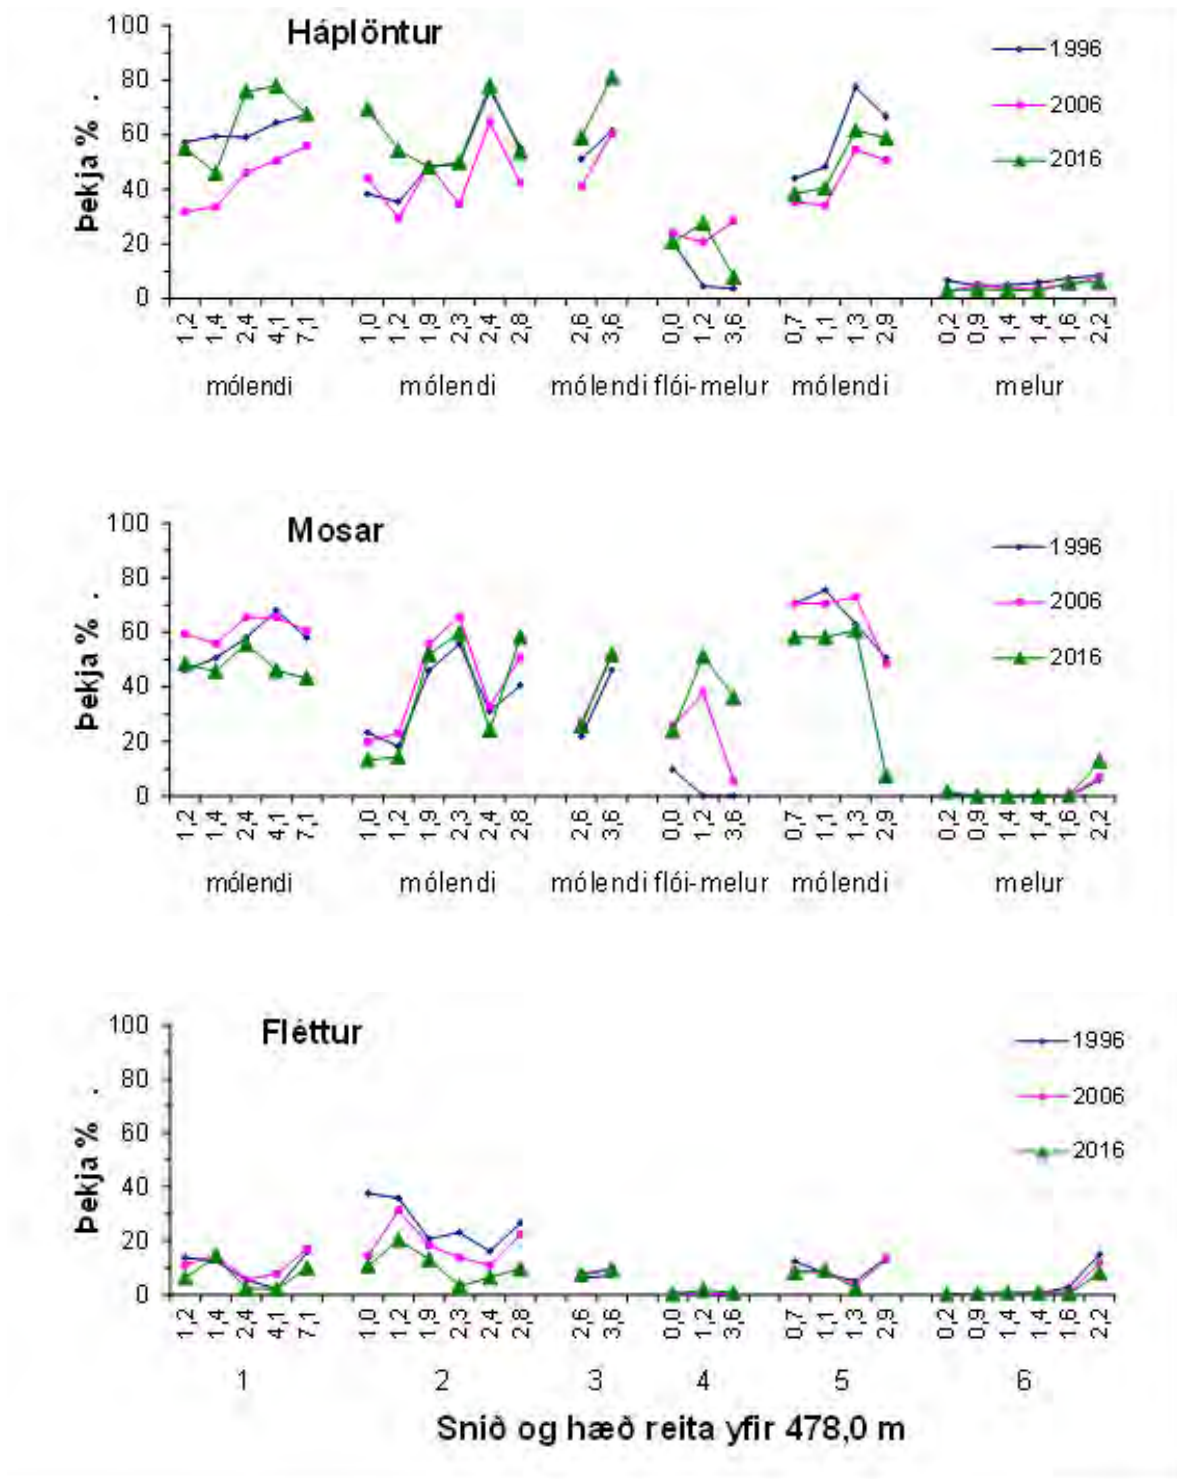 Háplöntur
Þekja % .
100
80
60
40
20
0
1996
2006
2016
1,2 1,4 2,4 4,1 7,1 1,0 1,2 1,9 2,3 2,4 2,8 2,6 3,6 0,0 1,2 3,6 0,7 1,1 1,3 2,9 0,2 0,9 1,4 1,4 1,6 2,2
mólendi mólendi mólendi flói-melur mólendi melur
Mosar
Þekja % .
100
80
60
40
20
0
1996
2006
2016
1,2 1,4 2,4 4,1 7,1 1,0 1,2 1,9 2,3 2,4 2,8 2,6 3,6 0,0 1,2 3,6 0,7 1,1 1,3 2,9 0,2 0,9 1,4 1,4 1,6 2,2
mólendi mólendi mólendi flói-melur mólendi melur
Fléttur
Þekja % .
100
80
60
40
20
0
1996
2006
2016
1,2 1,4 2,4 4,1 7,1 1,0 1,2 1,9 2,3 2,4 2,8 2,6 3,6 0,0 1,2 3,6 0,7 1,1 1,3 2,9 0,2 0,9 1,4 1,4 1,6 2,2
1 2 3 4 5 6
Snið og hæð reita yfir 478,0 m